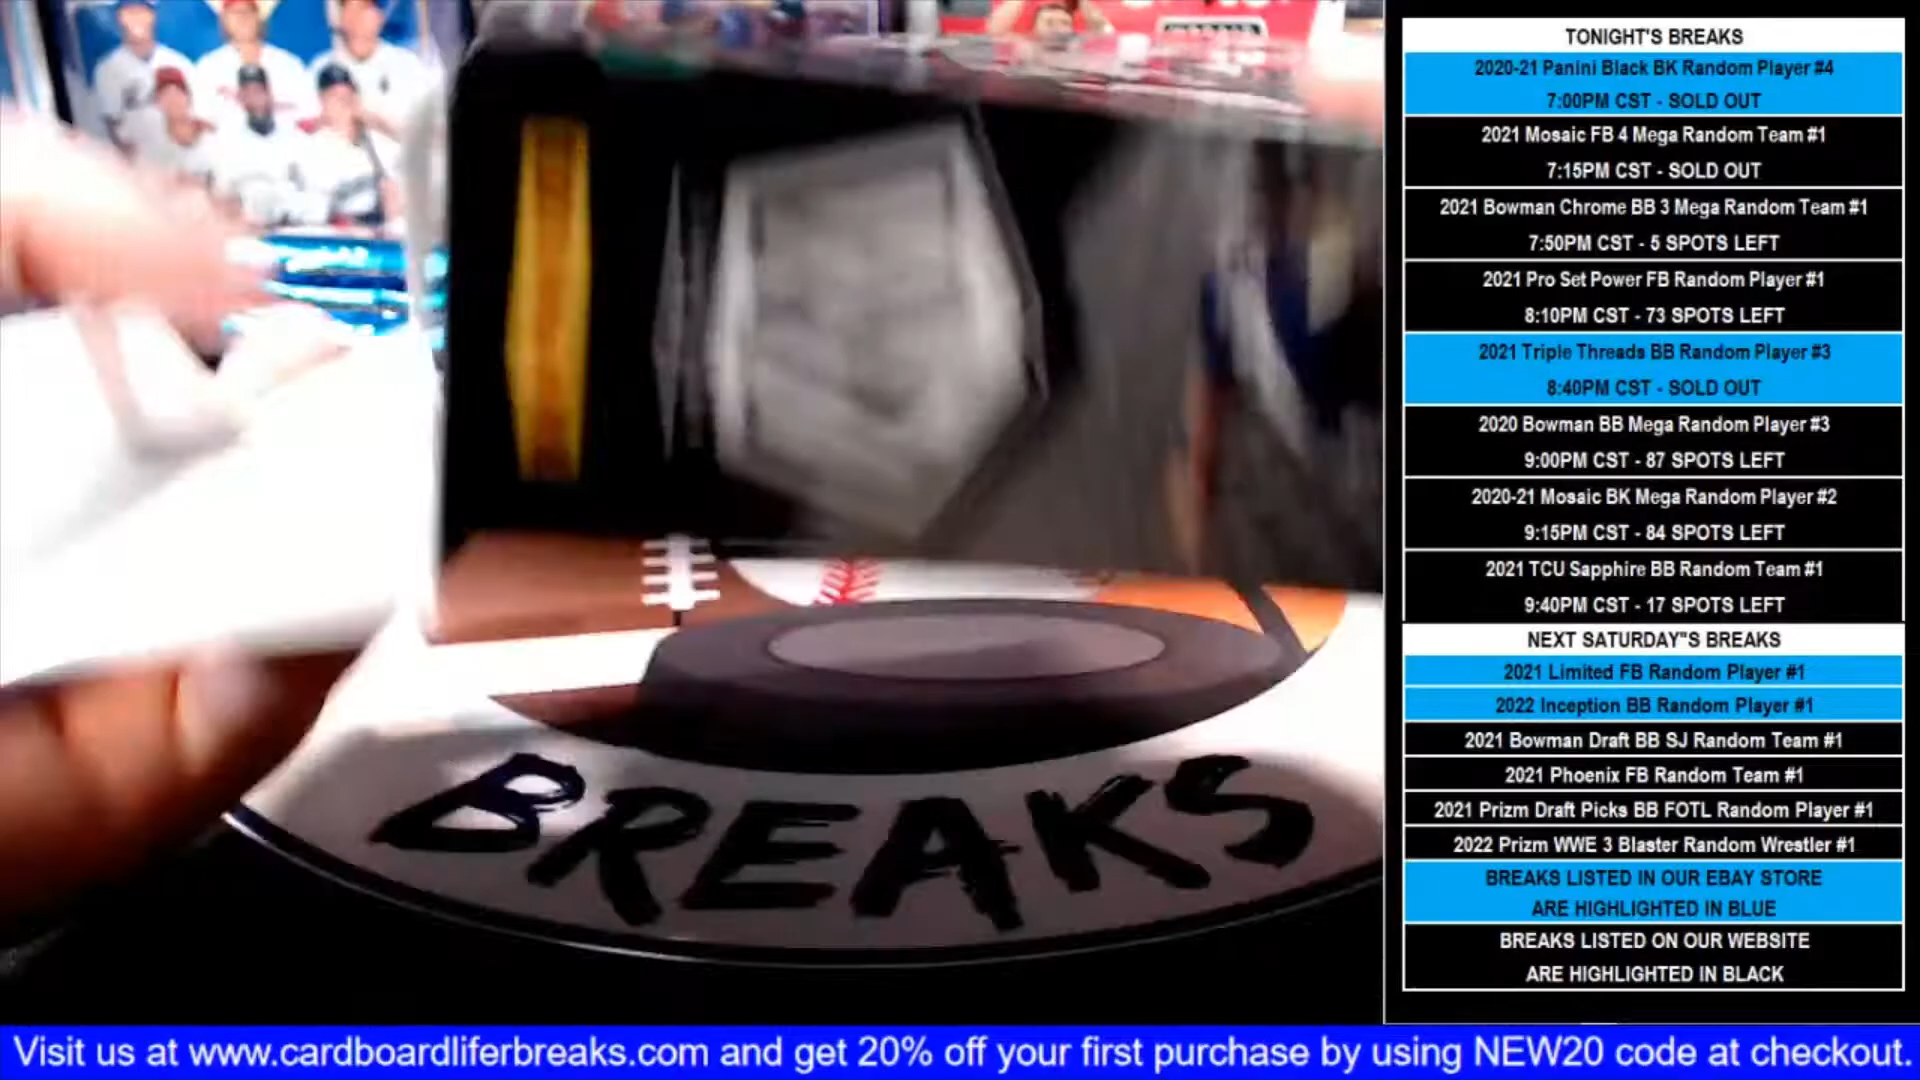 TONIGHT'S BREAKS
2020-21 Panini Black BK Random Player #4
7:00PM CST - SOLD OUT
2021 Mosaic FB 4 Mega Random Team #1
7:15PM CST - SOLD OUT
2021 Bowman Chrome BB 3 Mega Random Team #1
7:50PM CST - 5 SPOTS LEFT
2021 Pro Set Power FB Random Player #1
8:10PM CST - 73 SPOTS LEFT
2021 Triple Threads BB Random Player #3
8:40PM CST - SOLD OUT
2020 Bowman BB Mega Random Player #3
9:00PM CST - 87 SPOTS LEFT
2020-21 Mosaic BK Mega Random Player #2
9:15PM CST - 84 SPOTS LEFT
2021 TCU Sapphire BB Random Team #1
9:40PM CST - 17 SPOTS LEFT
NEXT SATURDAY"S BREAKS
2021 Limited FB Random Player #1
2022 Inception BB Random Player #1
2021 Bowman Draft BB SJ Random Team #1
2021 Phoenix FB Random Team #1
2021 Prizm Draft Picks BB FOTL Random Player #1
2022 Prizm WWE 3 Blaster Random Wrestler #1
BREAKS LISTED IN OUR EBAY STORE
ARE HIGHLIGHTED IN BLUE
BREAKS LISTED ON OUR WEBSITE
ARE HIGHLIGHTED IN BLACK
BREAKS
Visit us at www.cardboardliferbreaks.com and get 20% off your first purchase by using NEW20 code at checkout.